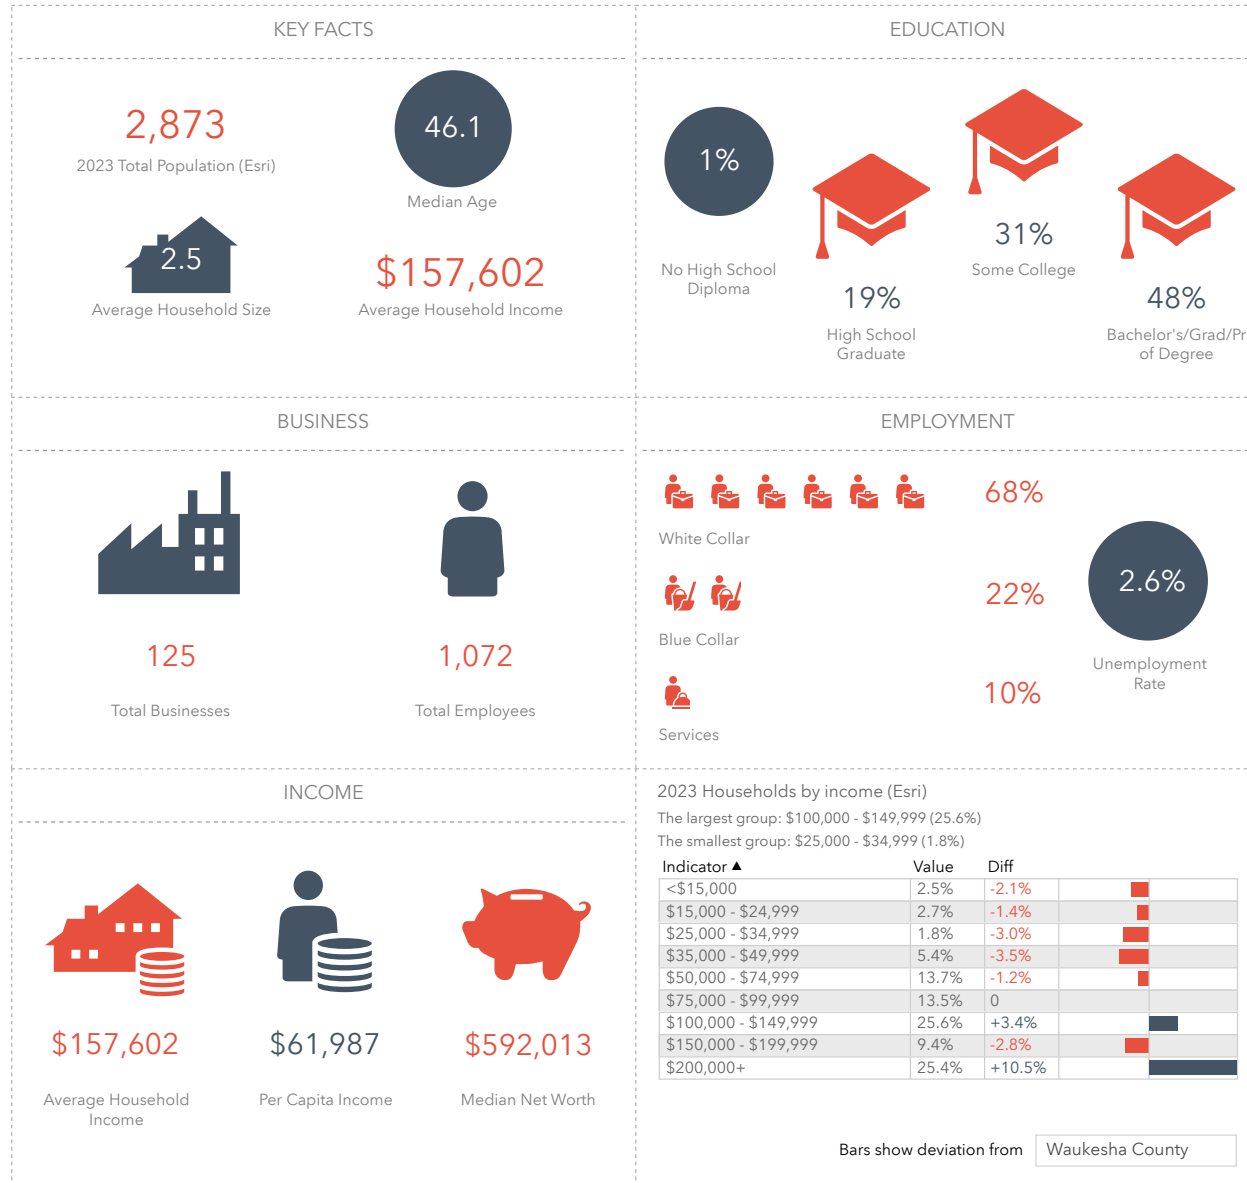 KEY FACTS
2,873
2023 Total Population (Esri)
46.1
Median Age
2.5
Average Household Size
$157,602
Average Household Income
EDUCATION
1%
No High School
Diploma
19%
High School
Graduate
31%
Some College
48%
Bachelor's/Grad/Pr
of Degree
BUSINESS
125
Total Businesses
1,072
Total Employees
EMPLOYMENT
68%
White Collar
22%
Blue Collar
10%
Services
2.6%
Unemployment
Rate
INCOME
$157,602
Average Household
Income
$61,987
Per Capita Income
$592,013
Median Net Worth
2023 Households by income (Esri)
The largest group: $100,000 - $149,999 (25.6%)
The smallest group: $25,000 - $34,999 (1.8%)
Indicator ▲ Value Diff
<$15,000 2.5% -2.1%
$15,000 - $24,999 2.7% -1.4%
$25,000 - $34,999 1.8% -3.0%
$35,000 - $49,999 5.4% -3.5%
$50,000 - $74,999 13.7% -1.2%
$75,000 - $99,999 13.5% 0
$100,000 - $149,999 25.6% +3.4%
$150,000 - $199,999 9.4% -2.8%
$200,000+ 25.4% +10.5%
Bars show deviation from Waukesha County